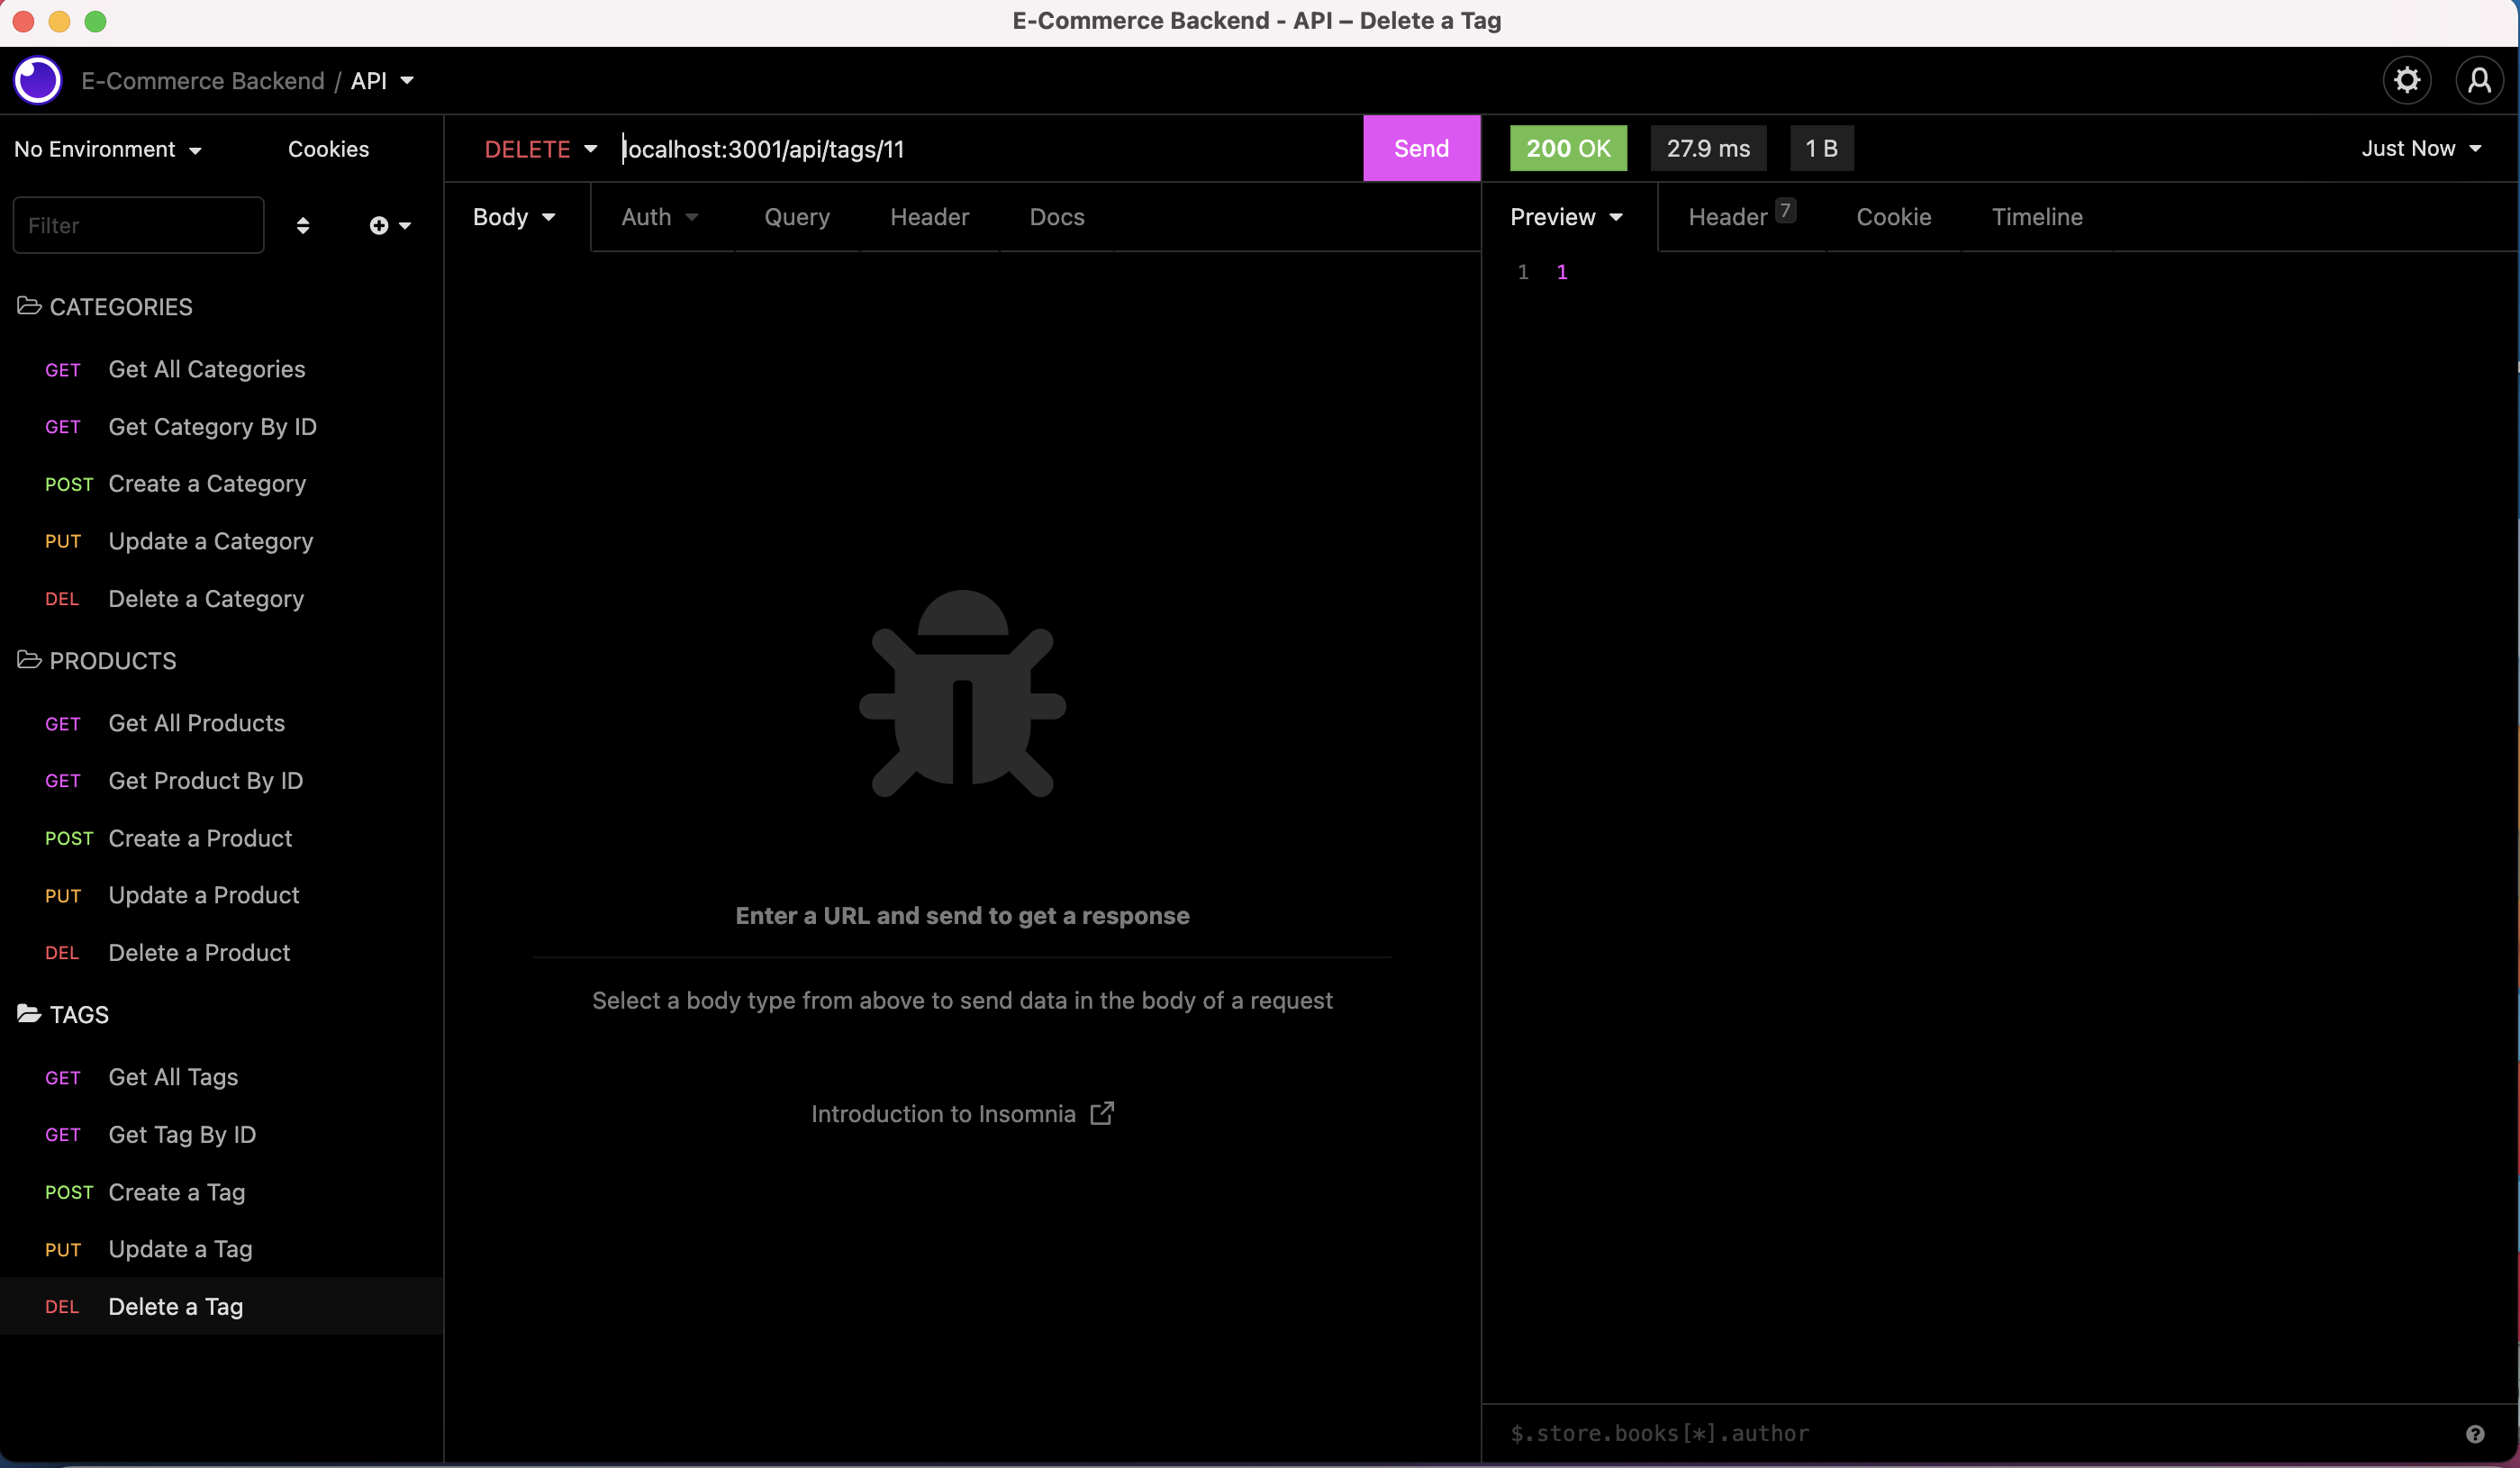 E-Commerce Backend - API – Delete a Tag
E-Commerce Backend / API
No Environment
Cookies
Filter
CATEGORIES
GET Get All Categories
GET Get Category By ID
POST Create a Category
PUT Update a Category
DEL Delete a Category
PRODUCTS
GET Get All Products
GET Get Product By ID
POST Create a Product
PUT Update a Product
DEL Delete a Product
TAGS
GET Get All Tags
GET Get Tag By ID
POST Create a Tag
PUT Update a Tag
DEL Delete a Tag
DELETE localhost:3001/api/tags/11 Send
Body Auth Query Header Docs
Enter a URL and send to get a response
Select a body type from above to send data in the body of a request
Introduction to Insomnia
200 OK 27.9 ms 1 B Just Now
Preview Header 7 Cookie Timeline
1 1
$.store.books[*].author